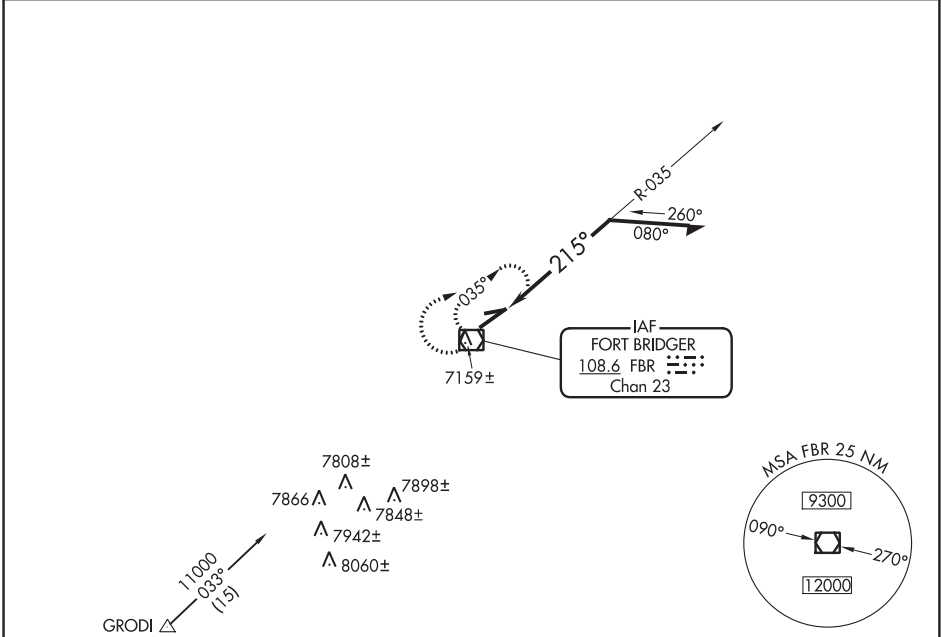 R-035
260°
080°
215°
035°
IAF
FORT BRIDGER
108.6 FBR
Chan 23
7159±
7808±
7866
7898±
7848±
7942±
8060±
11000
033°
(15)
GRODI
MSA FBR 25 NM
9300
090°
270°
12000